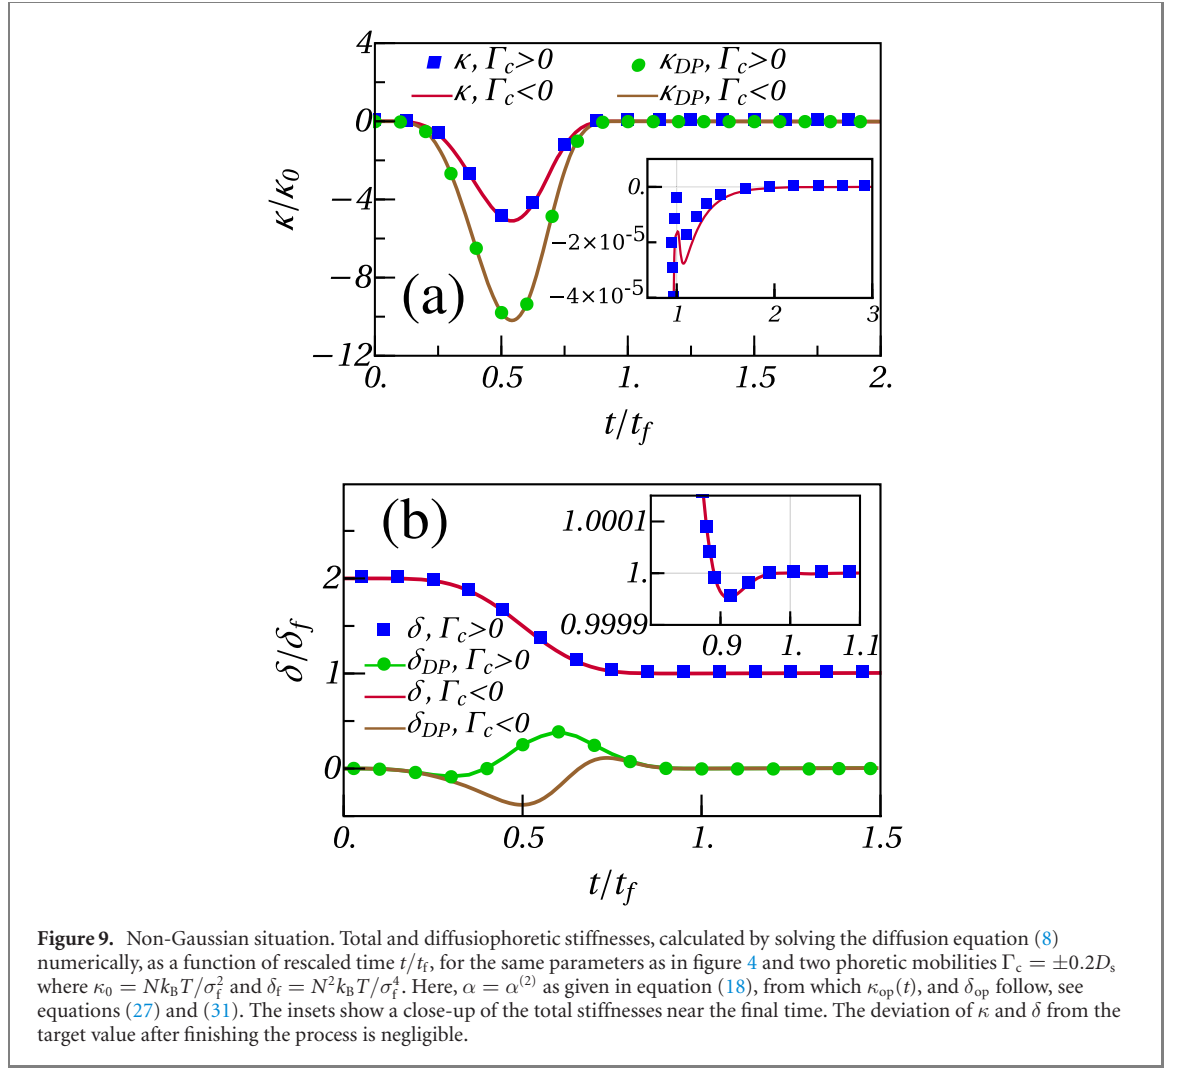 4
κ, Γc>0 κDP, Γc>0
κ, Γc<0 κDP, Γc<0
0
κ/κ0
0.
−4
−2×10-5
−8
(a)
−4×10-5
1 2 3
−12
0. 0.5 1. 1.5 2.
t/tf
(b)
1.0001
2
1.
δ, Γc>0
0.9999
δ/δf
0.9 1. 1.1
δDP, Γc>0
1
δ, Γc<0
δDP, Γc<0
0
0. 0.5 1. 1.5
t/tf
Figure 9. Non-Gaussian situation. Total and diffusiophoretic stiffnesses, calculated by solving the diffusion equation (8)
numerically, as a function of rescaled time t/tf, for the same parameters as in figure 4 and two phoretic mobilities Γc = ±0.2Ds
where κ0 = NkBT/σf² and δf = N²kBT/σf⁴. Here, α = α(2) as given in equation (18), from which κop(t), and δop follow, see
equations (27) and (31). The insets show a close-up of the total stiffnesses near the final time. The deviation of κ and δ from the
target value after finishing the process is negligible.